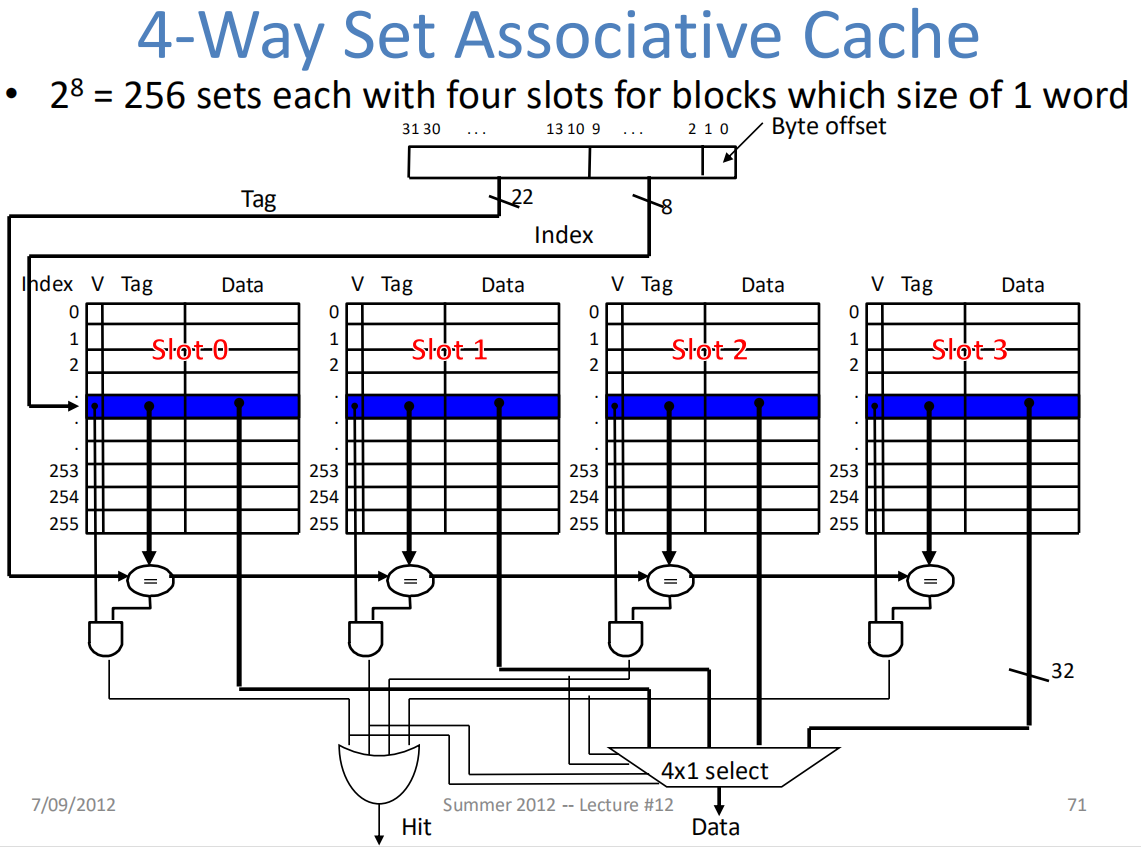 4-Way Set Associative Cache
• 2⁸ = 256 sets each with four slots for blocks which size of 1 word
31 30 ... 13 10 9 ... 2 1 0 Byte offset
Tag 22 8
Index
Index V Tag Data V Tag Data V Tag Data V Tag Data
0 0 0 0
1 1 1 1
Slot 0 Slot 1 Slot 2 Slot 3
2 2 2 2
. . . .
. . . .
. . . .
253 253 253 253
254 254 254 254
255 255 255 255
= = = =
32
4x1 select
7/09/2012 Summer 2012 -- Lecture #12 71
Hit Data